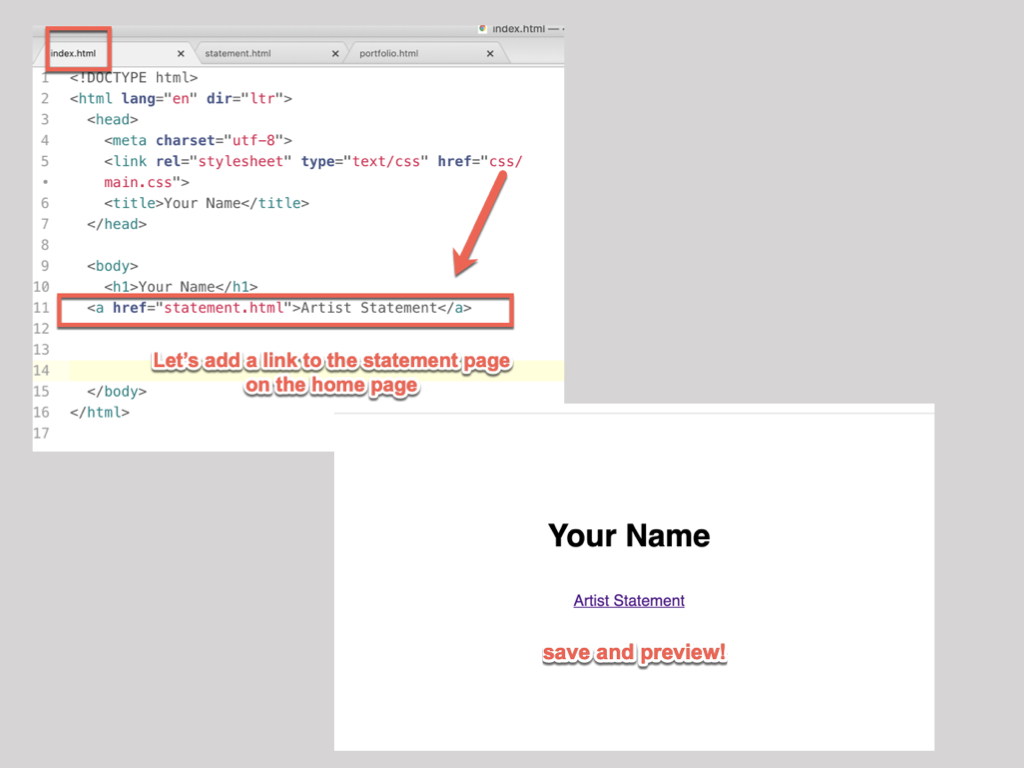 index.html —
index.html × statement.html × portfolio.html ×
1 <!DOCTYPE html>
2 <html lang="en" dir="ltr">
3 <head>
4 <meta charset="utf-8">
5 <link rel="stylesheet" type="text/css" href="css/
• main.css">
6 <title>Your Name</title>
7 </head>
8
9 <body>
10 <h1>Your Name</h1>
11 <a href="statement.html">Artist Statement</a>
12
13
14
Let's add a link to the statement page
on the home page
15 </body>
16 </html>
17
Your Name
Artist Statement
save and preview!